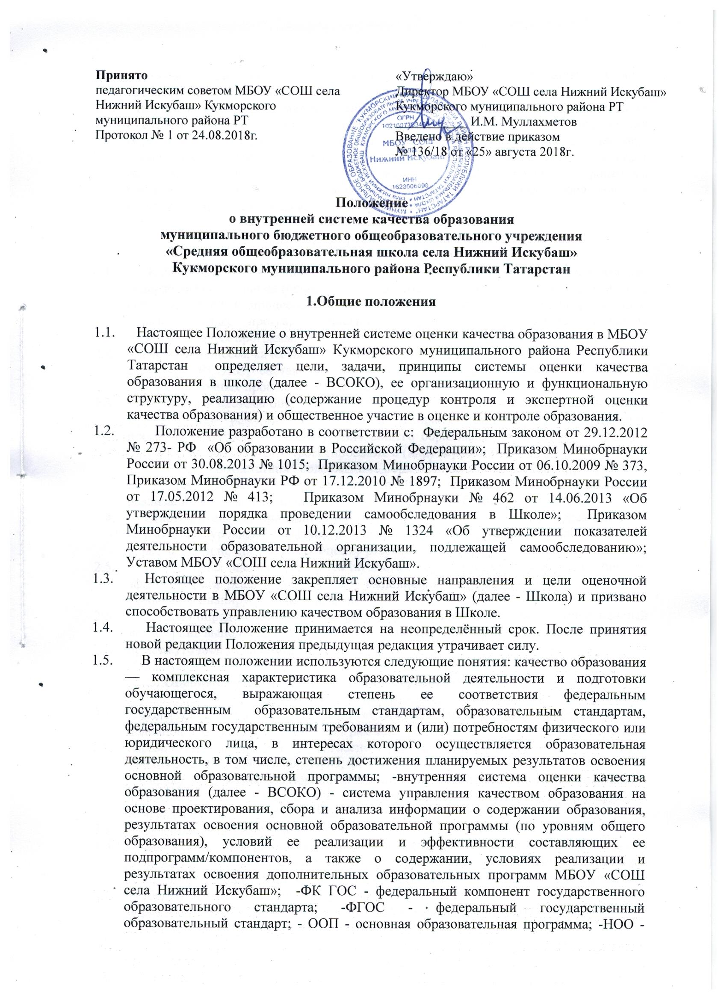 Принято
педагогическим советом МБОУ «СОШ села
Нижний Искубаш» Кукморского
муниципального района РТ
Протокол № 1 от 24.08.2018г.
«Утверждаю»
Директор МБОУ «СОШ села Нижний Искубаш»
Кукморского муниципального района РТ
И.М. Муллахметов
Введено в действие приказом
№ 136/18 от «25» августа 2018г.
ОГРН
МБОУ "СОШ
села
Нижний Искубаш"
ИНН
1623006098
Положение
о внутренней системе качества образования
муниципального бюджетного общеобразовательного учреждения
«Средняя общеобразовательная школа села Нижний Искубаш»
Кукморского муниципального района Республики Татарстан
1.Общие положения
1.1. Настоящее Положение о внутренней системе оценки качества образования в МБОУ
«СОШ села Нижний Искубаш» Кукморского муниципального района Республики
Татарстан определяет цели, задачи, принципы системы оценки качества
образования в школе (далее - ВСОКО), ее организационную и функциональную
структуру, реализацию (содержание процедур контроля и экспертной оценки
качества образования) и общественное участие в оценке и контроле образования.
1.2. Положение разработано в соответствии с: Федеральным законом от 29.12.2012
№ 273- РФ «Об образовании в Российской Федерации»; Приказом Минобрнауки
России от 30.08.2013 № 1015; Приказом Минобрнауки России от 06.10.2009 № 373,
Приказом Минобрнауки РФ от 17.12.2010 № 1897; Приказом Минобрнауки России
от 17.05.2012 № 413; Приказом Минобрнауки № 462 от 14.06.2013 «Об
утверждении порядка проведении самообследования в Школе»; Приказом
Минобрнауки России от 10.12.2013 № 1324 «Об утверждении показателей
деятельности образовательной организации, подлежащей самообследованию»;
Уставом МБОУ «СОШ села Нижний Искубаш».
1.3. Нстоящее положение закрепляет основные направления и цели оценочной
деятельности в МБОУ «СОШ села Нижний Искубаш» (далее - Школа) и призвано
способствовать управлению качеством образования в Школе.
1.4. Настоящее Положение принимается на неопределённый срок. После принятия
новой редакции Положения предыдущая редакция утрачивает силу.
1.5. В настоящем положении используются следующие понятия: качество образования
— комплексная характеристика образовательной деятельности и подготовки
обучающегося, выражающая степень ее соответствия федеральным
государственным образовательным стандартам, образовательным стандартам,
федеральным государственным требованиям и (или) потребностям физического или
юридического лица, в интересах которого осуществляется образовательная
деятельность, в том числе, степень достижения планируемых результатов освоения
основной образовательной программы; -внутренняя система оценки качества
образования (далее - ВСОКО) - система управления качеством образования на
основе проектирования, сбора и анализа информации о содержании образования,
результатах освоения основной образовательной программы (по уровням общего
образования), условий ее реализации и эффективности составляющих ее
подпрограмм/компонентов, а также о содержании, условиях реализации и
результатах освоения дополнительных образовательных программ МБОУ «СОШ
села Нижний Искубаш»; -ФК ГОС - федеральный компонент государственного
образовательного стандарта; -ФГОС - федеральный государственный
образовательный стандарт; - ООП - основная образовательная программа; -НОО -